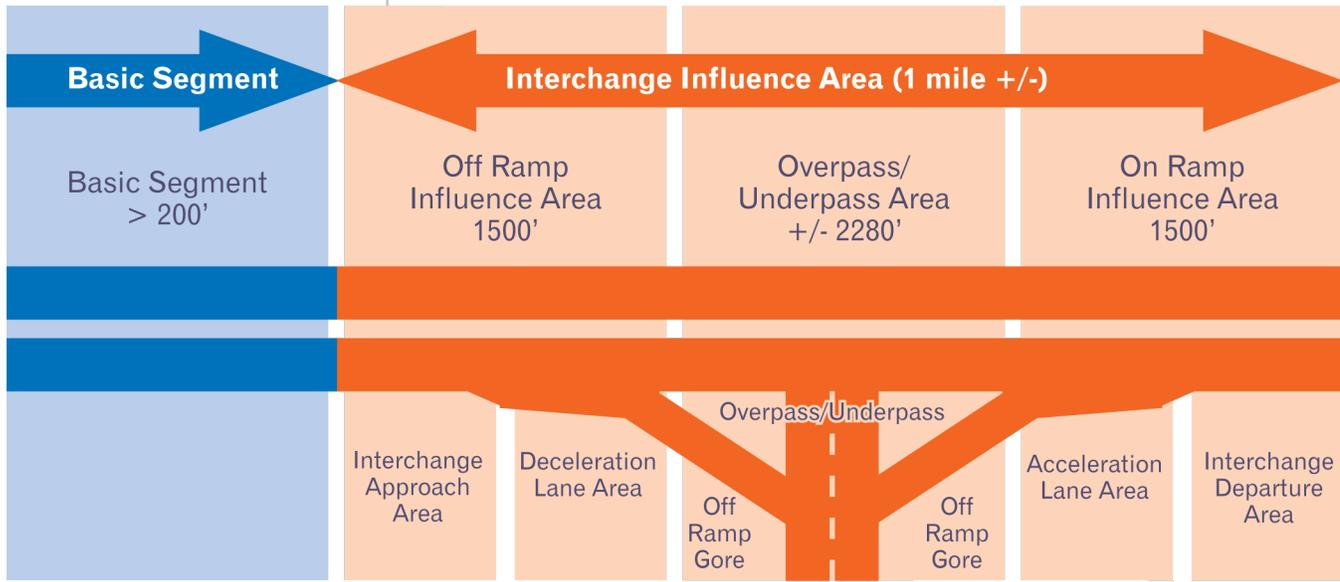 Basic Segment
Interchange Influence Area (1 mile +/-)
Basic Segment
> 200’
Off Ramp
Influence Area
1500’
Overpass/
Underpass Area
+/- 2280’
On Ramp
Influence Area
1500’
Overpass/Underpass
Interchange
Approach
Area
Deceleration
Lane Area
Off
Ramp
Gore
Off
Ramp
Gore
Acceleration
Lane Area
Interchange
Departure
Area